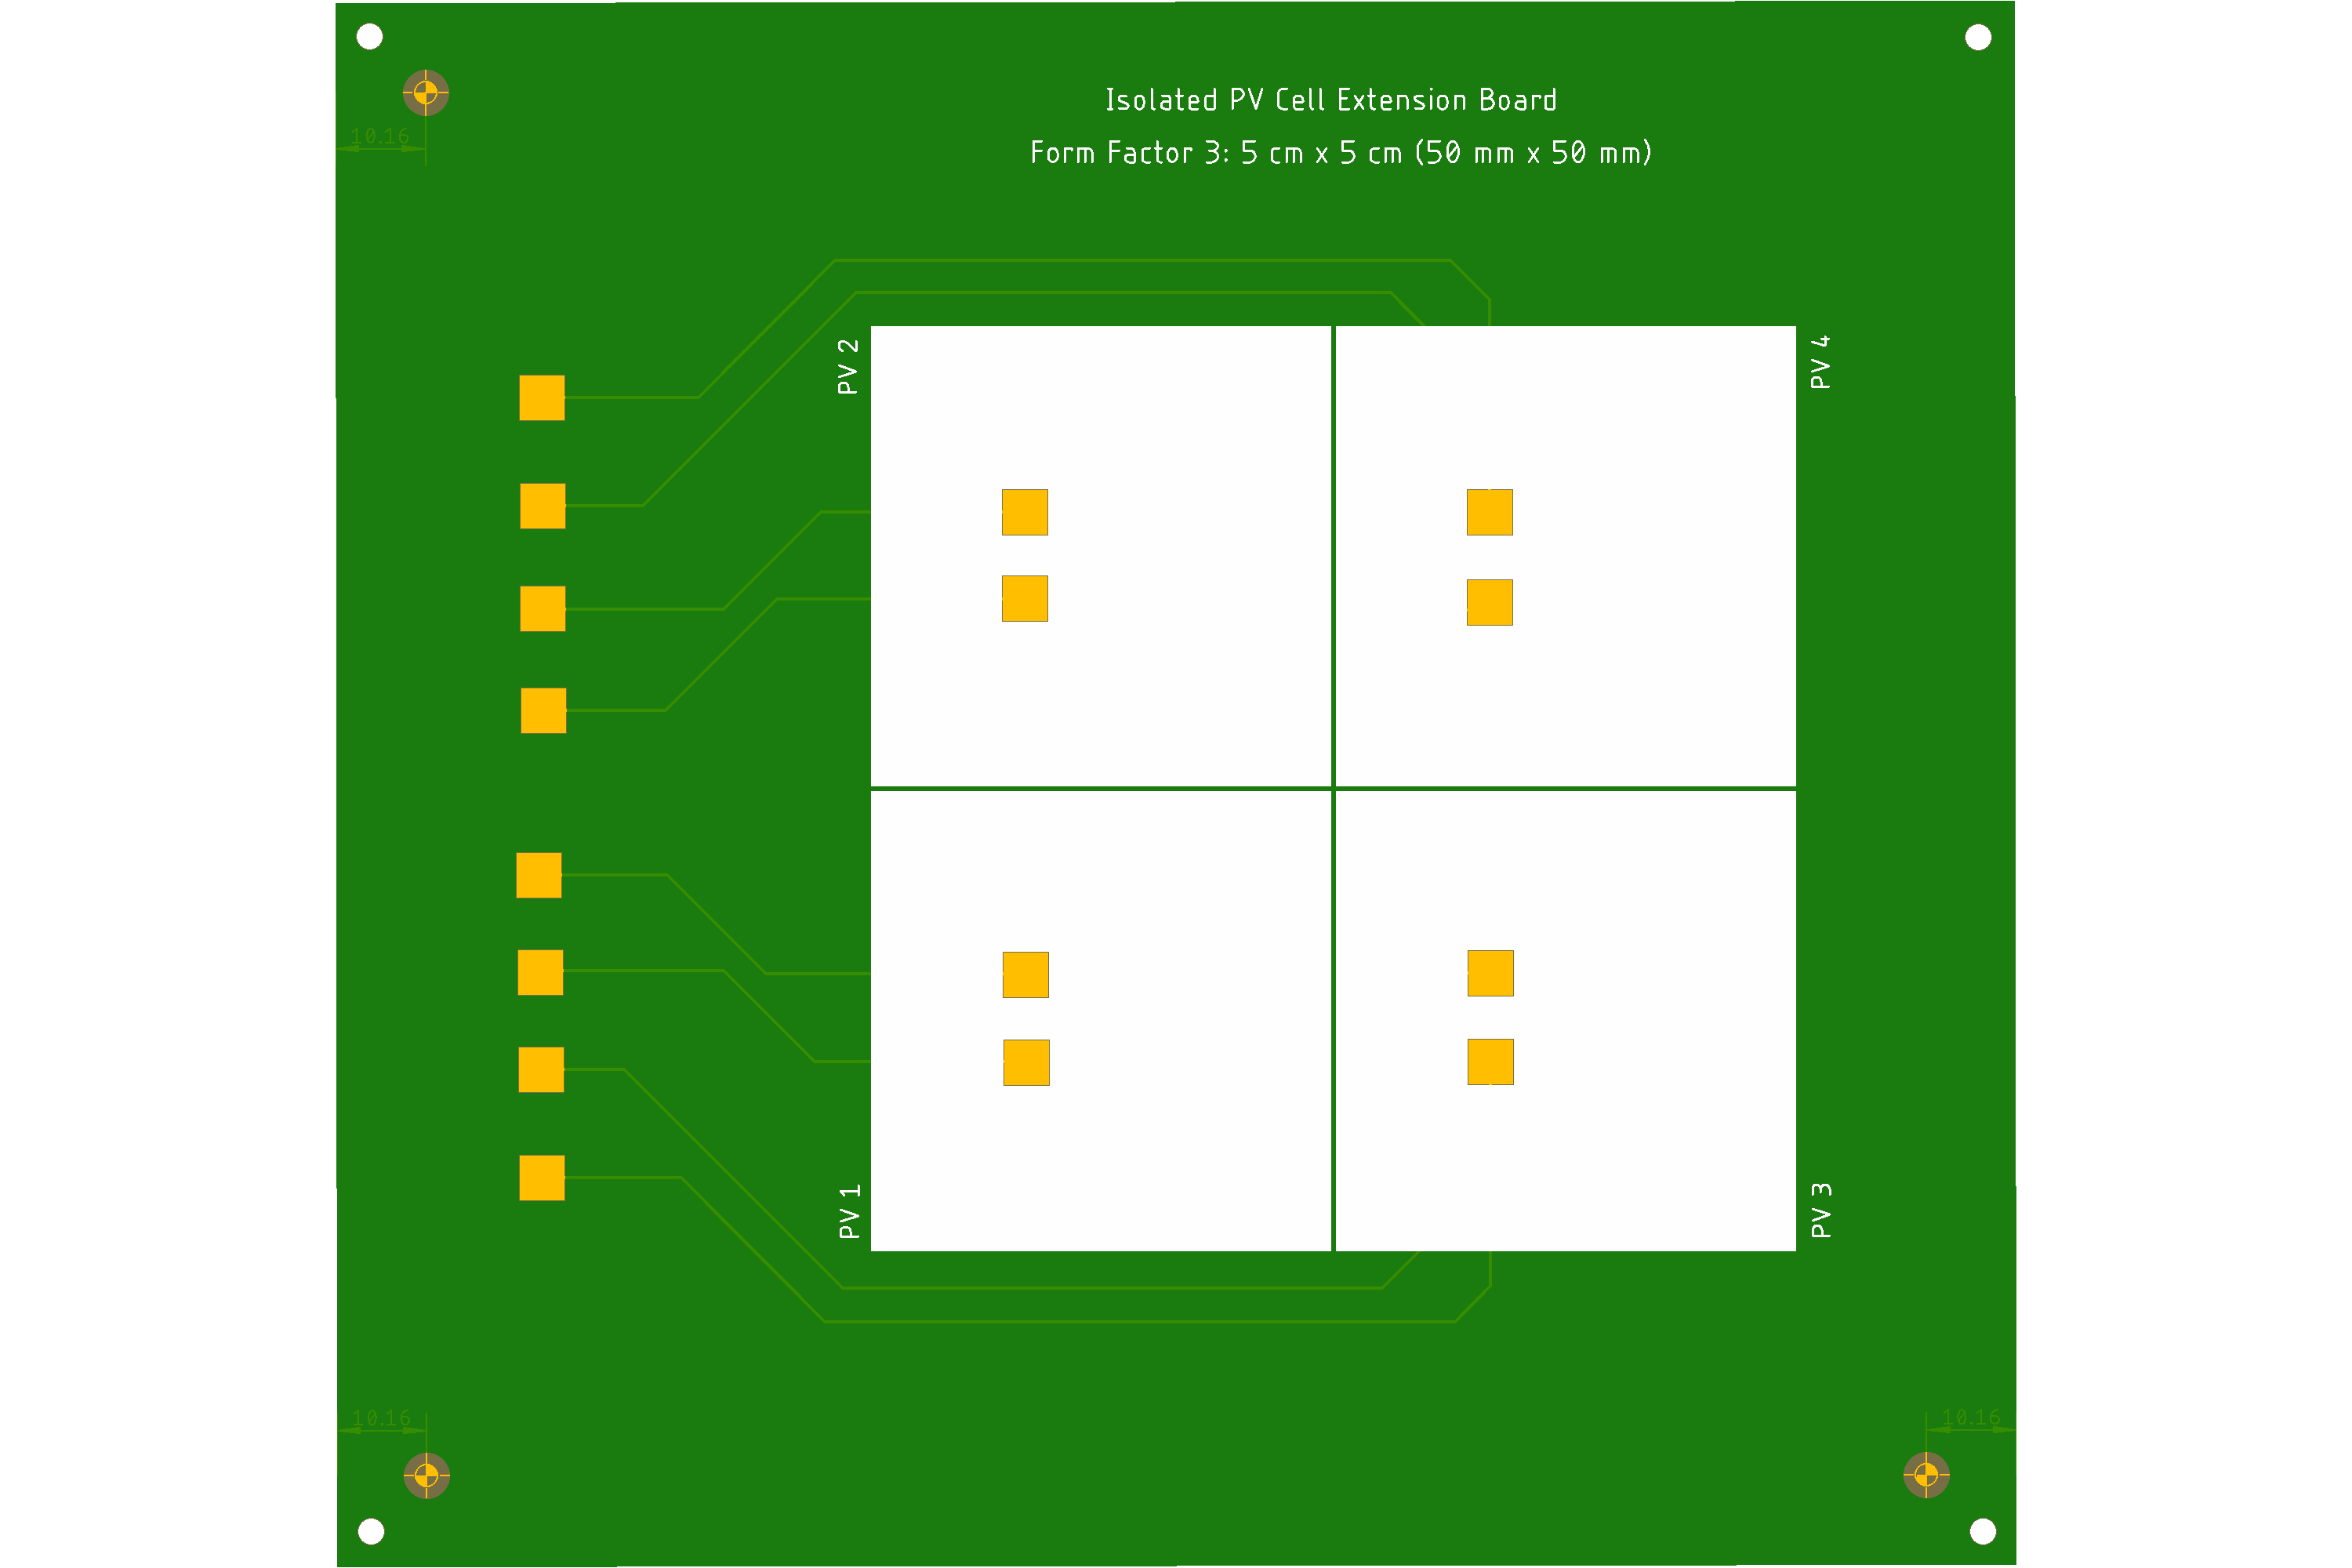 Isolated PV Cell Extension Board
10.16
Form Factor 3: 5 cm x 5 cm (50 mm x 50 mm)
PV 2
PV 4
PV 1
PV 3
10.16
10.16